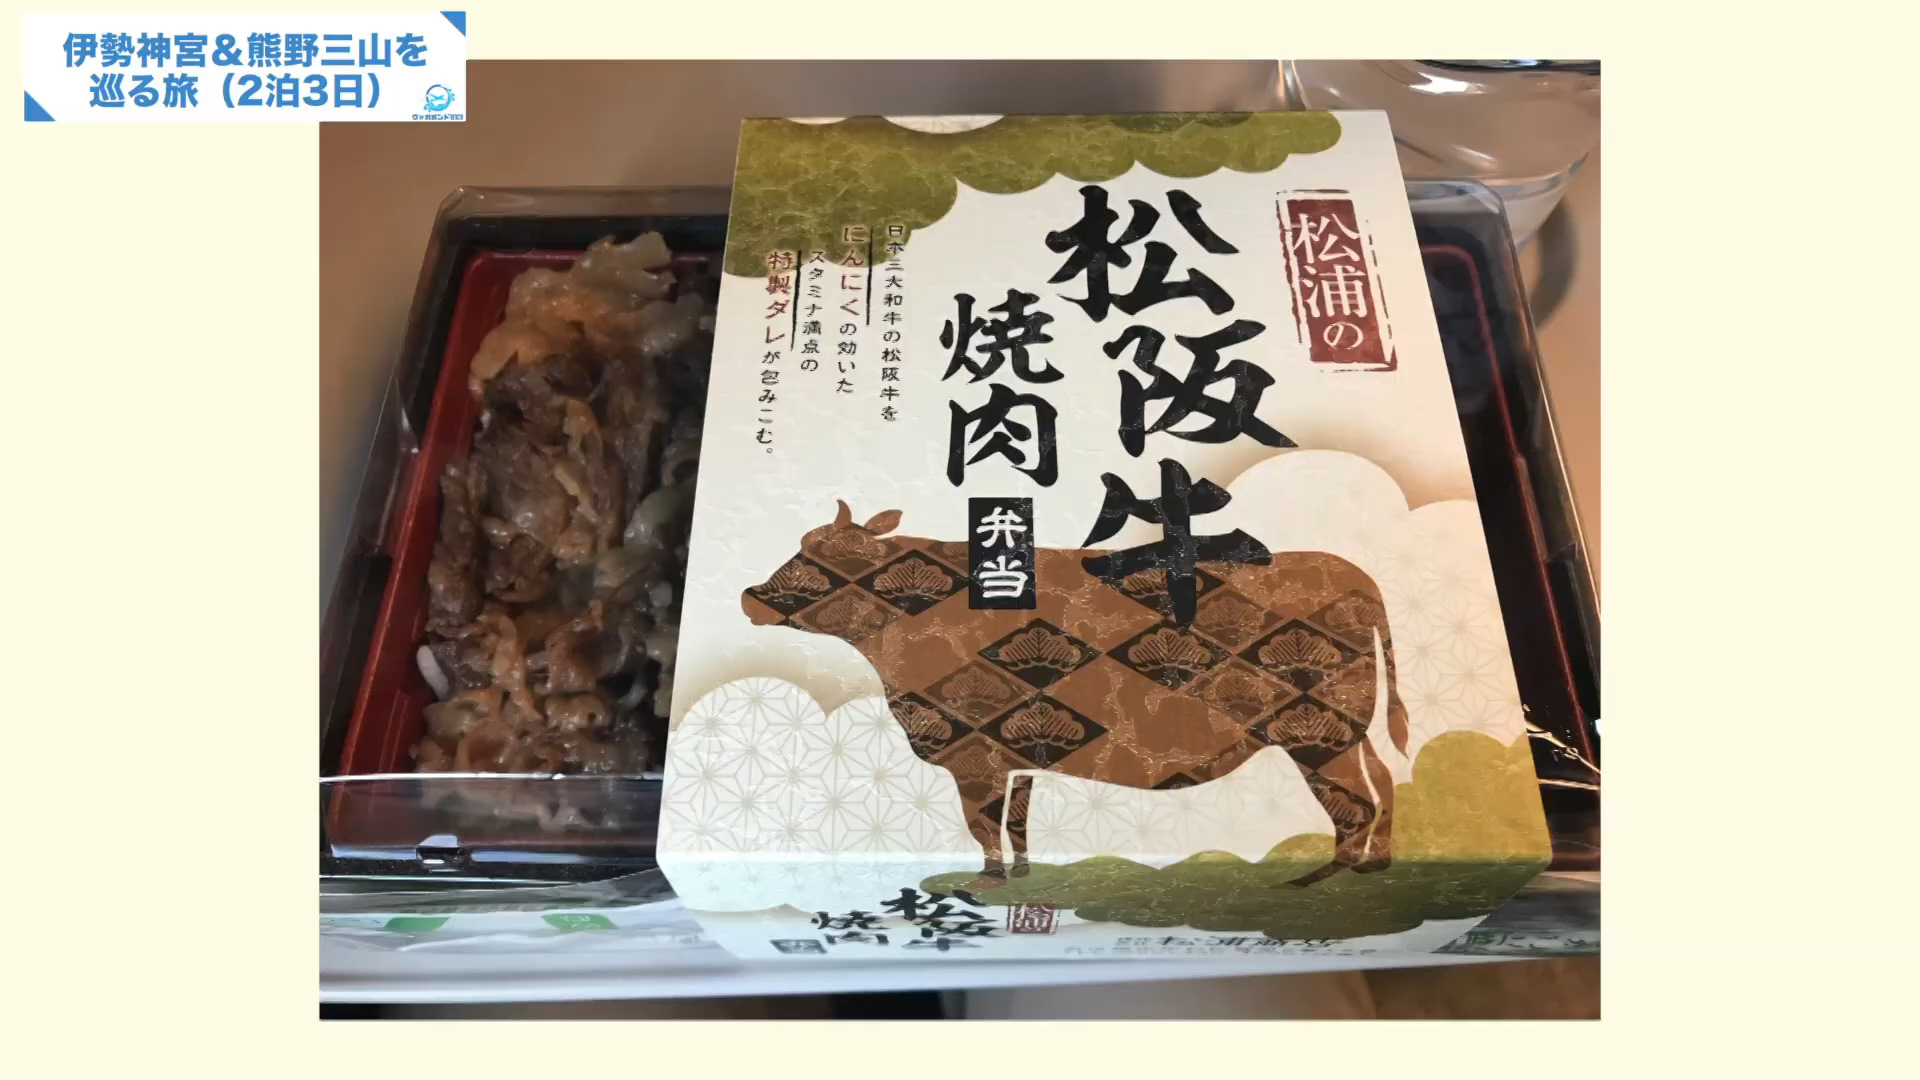 伊勢神宮&熊野三山を
巡る旅（2泊3日）
松浦の
松阪牛
焼肉
弁当
日本三大和牛の松阪牛を
にんにくの効いた
スタミナ満点の
特製ダレが包みこむ。
松阪牛
焼肉